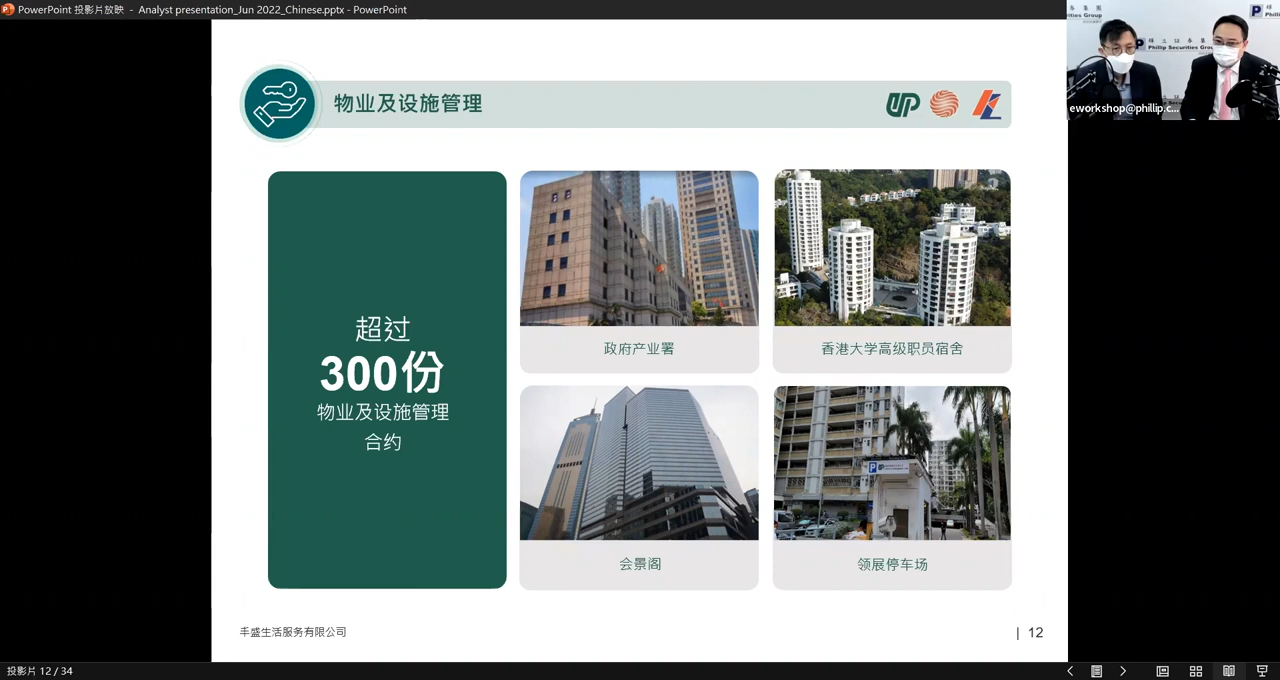 PowerPoint 投影片放映 - Analyst presentation_Jun 2022_Chinese.pptx - PowerPoint
Phillip Securities Group
eworkshop@phillip.c...
物业及设施管理
UP
超过
300份
物业及设施管理
合约
政府产业署
香港大学高级职员宿舍
会景阁
领展停车场
丰盛生活服务有限公司
| 12
投影片 12 / 34